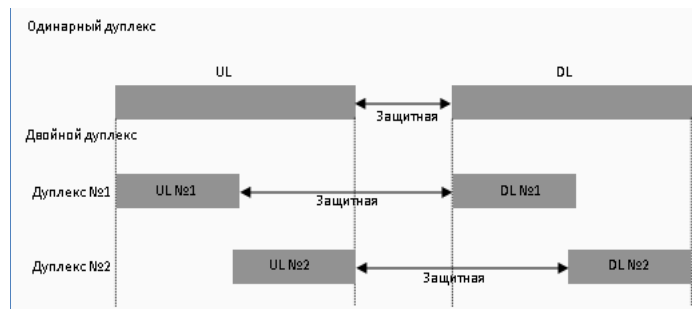 Одинарный дуплекс
UL DL
Защитная
Двойной дуплекс
Дуплекс №1 UL №1 DL №1
Защитная
Дуплекс №2 UL №2 DL №2
Защитная